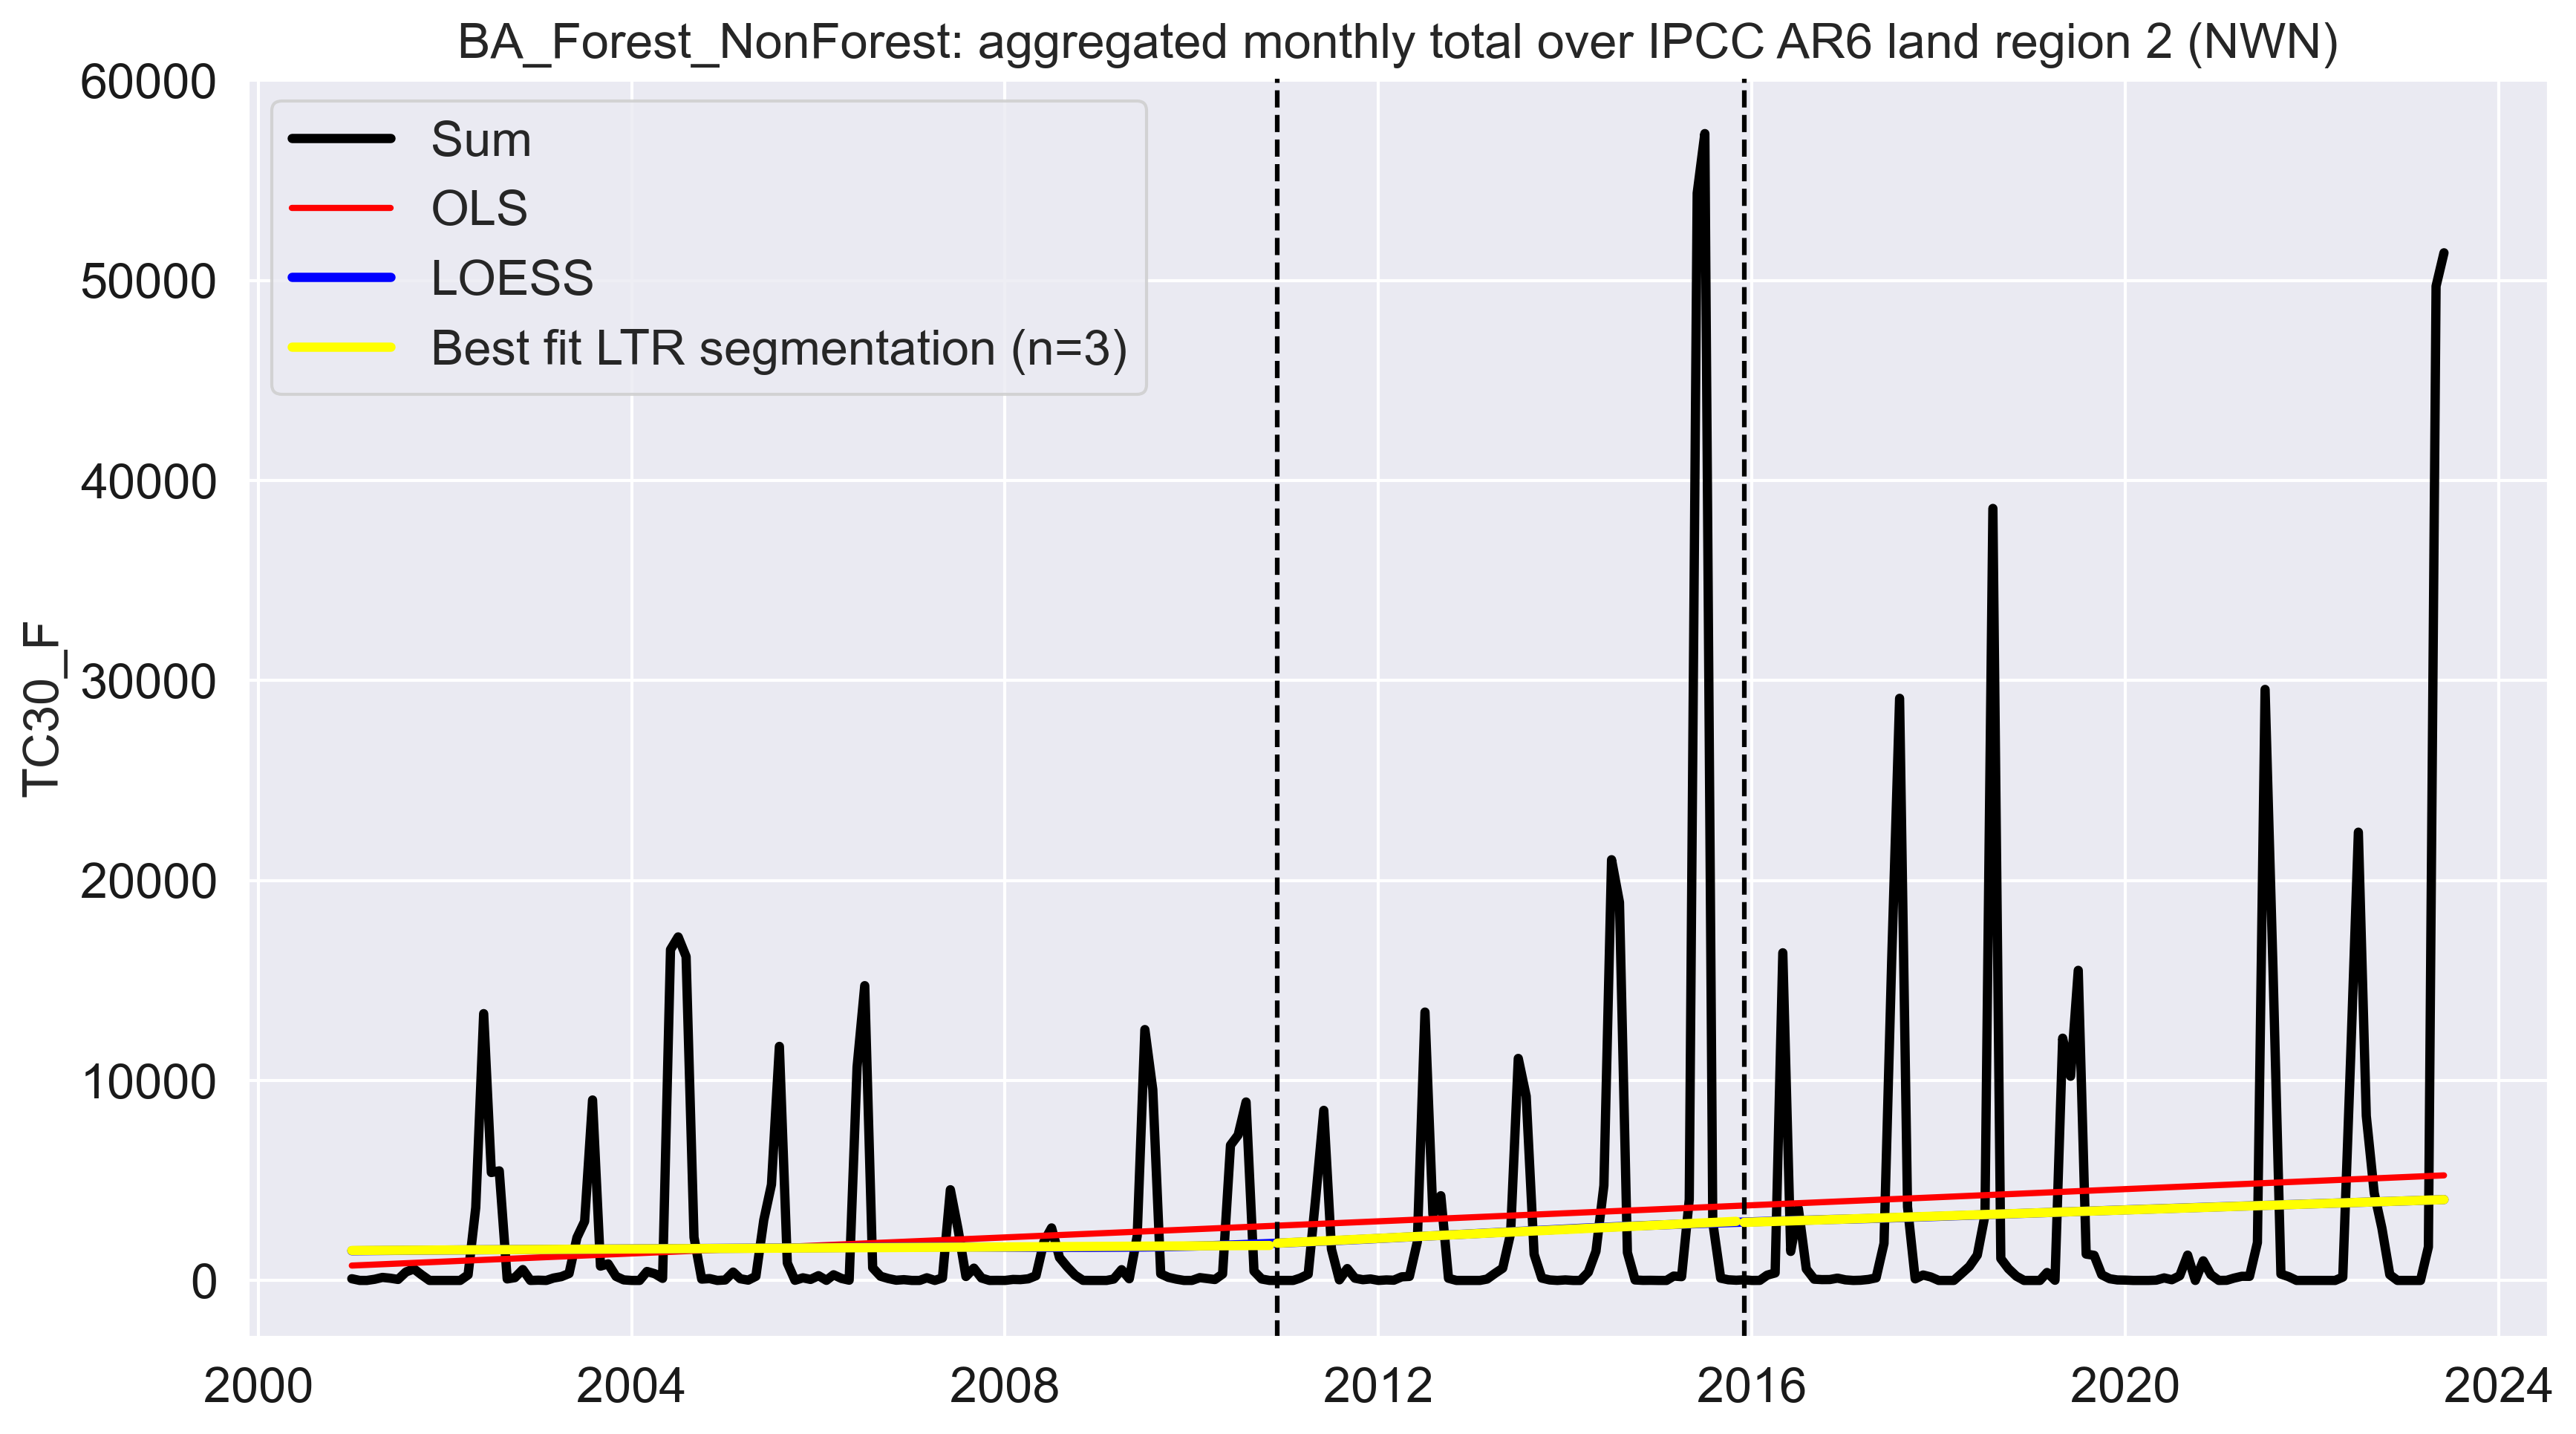 BA_Forest_NonForest: aggregated monthly total over IPCC AR6 land region 2 (NWN)
60000
50000
40000
30000
20000
10000
0
TC30_F
Sum
OLS
LOESS
Best fit LTR segmentation (n=3)
2000
2004
2008
2012
2016
2020
2024